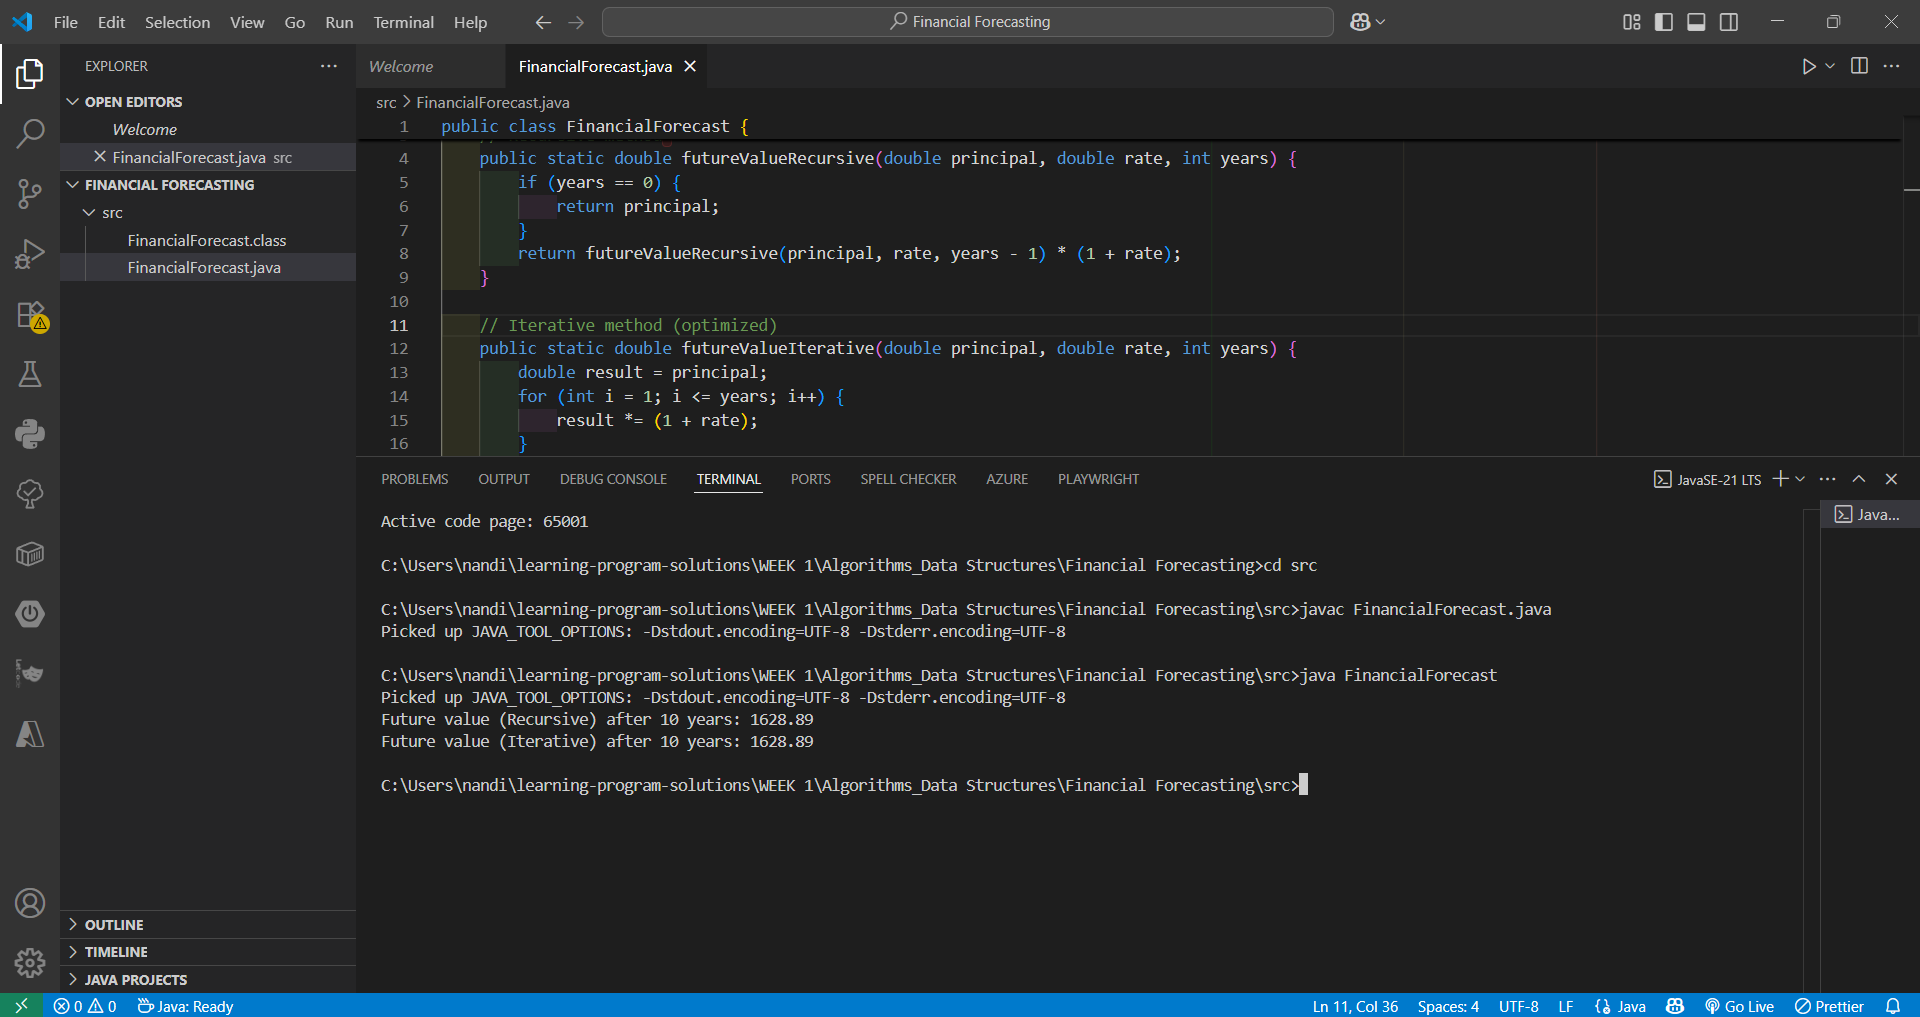 File Edit Selection View Go Run Terminal Help
Financial Forecasting
EXPLORER
OPEN EDITORS
Welcome
FinancialForecast.java src
FINANCIAL FORECASTING
src
FinancialForecast.class
FinancialForecast.java
OUTLINE
TIMELINE
JAVA PROJECTS
Welcome
FinancialForecast.java
src > FinancialForecast.java
1 public class FinancialForecast {
4 public static double futureValueRecursive(double principal, double rate, int years) {
5 if (years == 0) {
6 return principal;
7 }
8 return futureValueRecursive(principal, rate, years - 1) * (1 + rate);
9 }
10
11 // Iterative method (optimized)
12 public static double futureValueIterative(double principal, double rate, int years) {
13 double result = principal;
14 for (int i = 1; i <= years; i++) {
15 result *= (1 + rate);
16 }
PROBLEMS OUTPUT DEBUG CONSOLE TERMINAL PORTS SPELL CHECKER AZURE PLAYWRIGHT
JavaSE-21 LTS
Java...
Active code page: 65001
C:\Users\nandi\learning-program-solutions\WEEK 1\Algorithms_Data Structures\Financial Forecasting>cd src
C:\Users\nandi\learning-program-solutions\WEEK 1\Algorithms_Data Structures\Financial Forecasting\src>javac FinancialForecast.java
Picked up JAVA_TOOL_OPTIONS: -Dstdout.encoding=UTF-8 -Dstderr.encoding=UTF-8
C:\Users\nandi\learning-program-solutions\WEEK 1\Algorithms_Data Structures\Financial Forecasting\src>java FinancialForecast
Picked up JAVA_TOOL_OPTIONS: -Dstdout.encoding=UTF-8 -Dstderr.encoding=UTF-8
Future value (Recursive) after 10 years: 1628.89
Future value (Iterative) after 10 years: 1628.89
C:\Users\nandi\learning-program-solutions\WEEK 1\Algorithms_Data Structures\Financial Forecasting\src>
0 0 Java: Ready
Ln 11, Col 36 Spaces: 4 UTF-8 LF {} Java Go Live Prettier